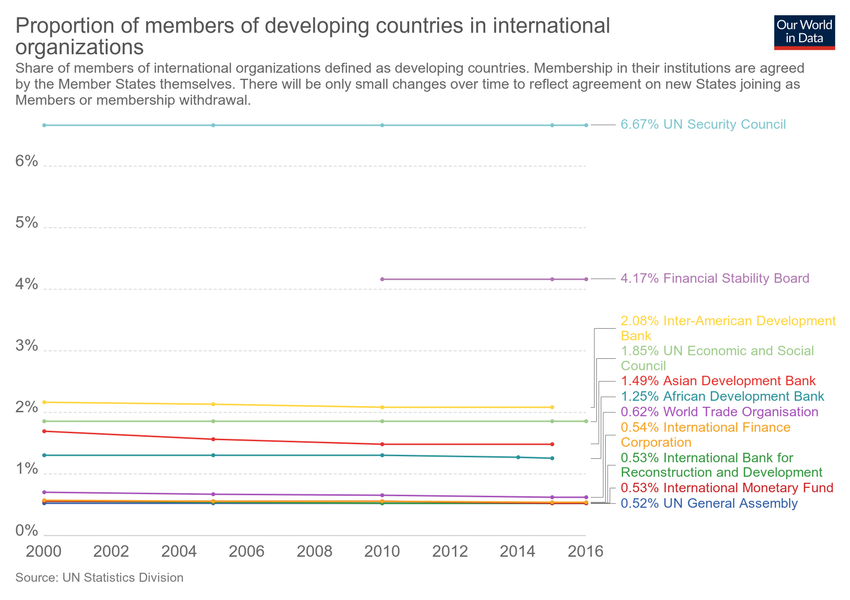 Proportion of members of developing countries in international
organizations
Our World
in Data
Share of members of international organizations defined as developing countries. Membership in their institutions are agreed
by the Member States themselves. There will be only small changes over time to reflect agreement on new States joining as
Members or membership withdrawal.
6.67% UN Security Council
6%
5%
4.17% Financial Stability Board
4%
2.08% Inter-American Development
Bank
3%
1.85% UN Economic and Social
Council
1.49% Asian Development Bank
1.25% African Development Bank
2%
0.62% World Trade Organisation
0.54% International Finance
Corporation
0.53% International Bank for
Reconstruction and Development
1%
0.53% International Monetary Fund
0.52% UN General Assembly
0%
2000 2002 2004 2006 2008 2010 2012 2014 2016
Source: UN Statistics Division